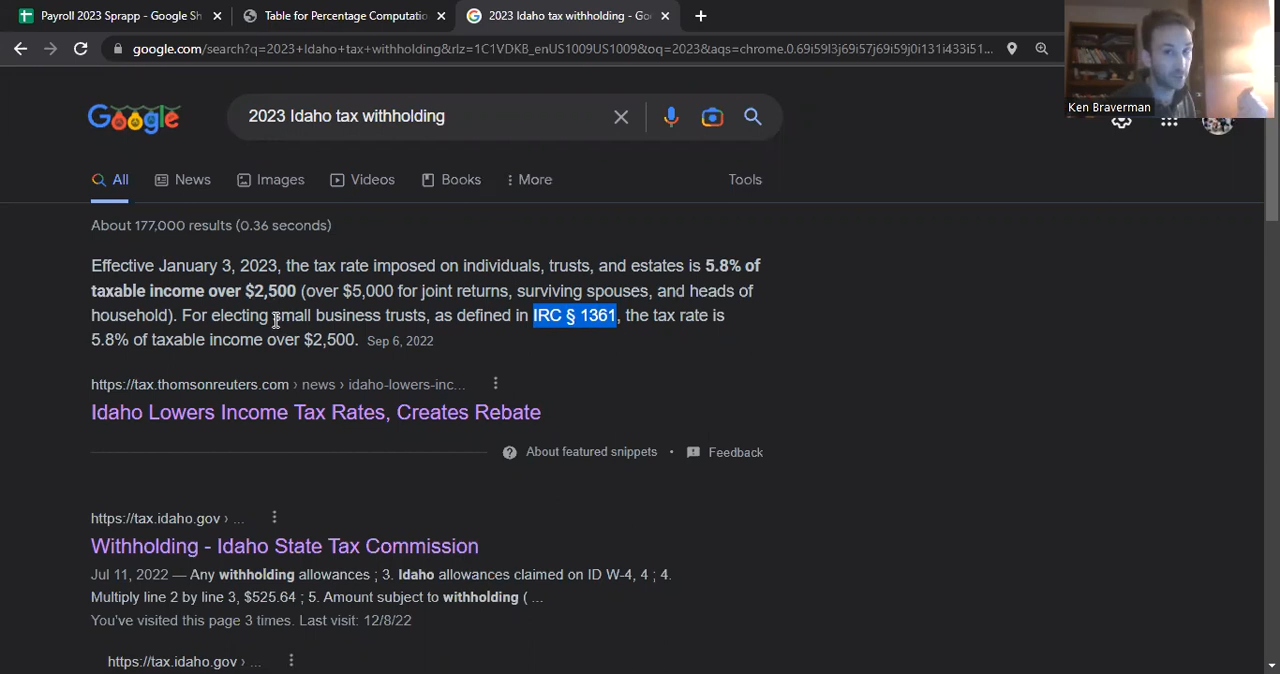 Payroll 2023 Sprapp - Google Sh
Table for Percentage Computatio
2023 Idaho tax withholding - Goo
google.com/search?q=2023+Idaho+tax+withholding&rlz=1C1VDKB_enUS1009US1009&oq=2023&aqs=chrome.0.69i59l3j69i57j69i59j0i131i433i51...
Ken Braverman
Google
2023 Idaho tax withholding
All
News
Images
Videos
Books
More
Tools
About 177,000 results (0.36 seconds)
Effective January 3, 2023, the tax rate imposed on individuals, trusts, and estates is 5.8% of
taxable income over $2,500 (over $5,000 for joint returns, surviving spouses, and heads of
household). For electing small business trusts, as defined in IRC § 1361, the tax rate is
5.8% of taxable income over $2,500. Sep 6, 2022
https://tax.thomsonreuters.com › news › idaho-lowers-inc...
Idaho Lowers Income Tax Rates, Creates Rebate
About featured snippets • Feedback
https://tax.idaho.gov › ...
Withholding - Idaho State Tax Commission
Jul 11, 2022 — Any withholding allowances ; 3. Idaho allowances claimed on ID W-4, 4 ; 4.
Multiply line 2 by line 3, $525.64 ; 5. Amount subject to withholding ( ...
You've visited this page 3 times. Last visit: 12/8/22
https://tax.idaho.gov › ...